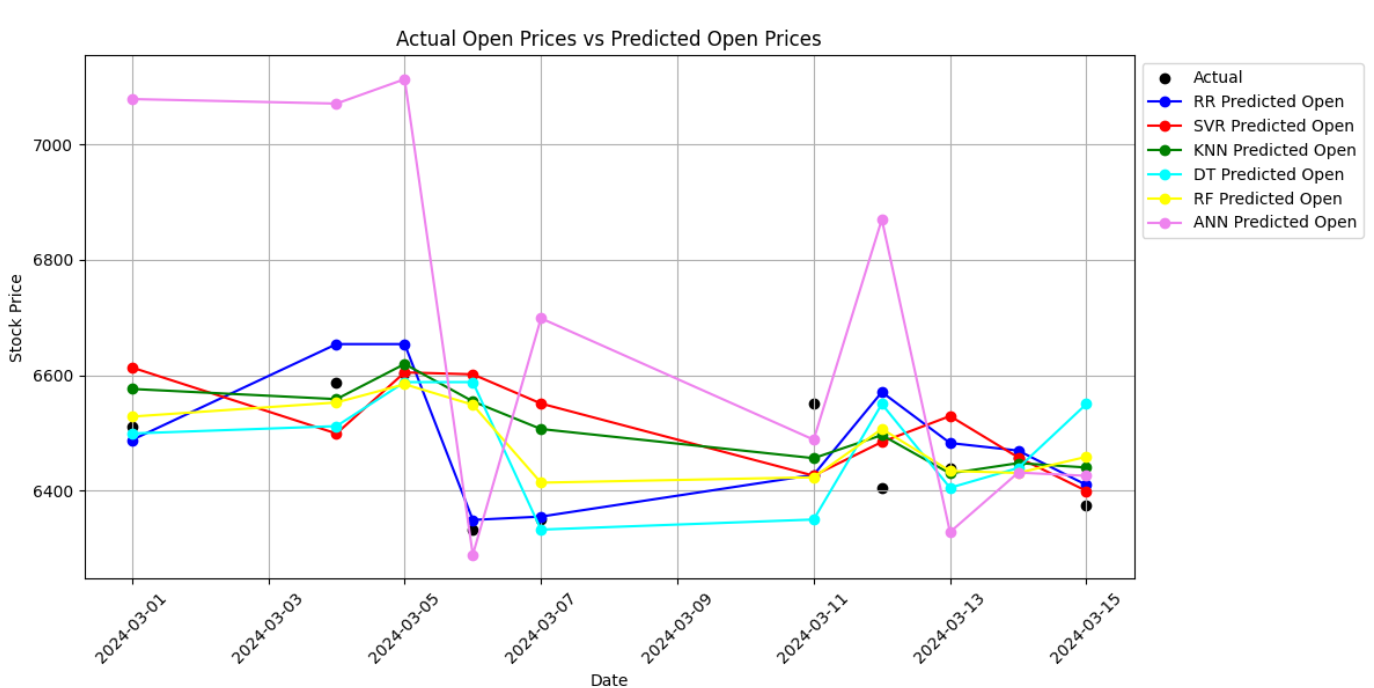 Actual Open Prices vs Predicted Open Prices
Actual
RR Predicted Open
SVR Predicted Open
KNN Predicted Open
DT Predicted Open
RF Predicted Open
ANN Predicted Open
Stock Price
7000
6800
6600
6400
2024-03-01
2024-03-03
2024-03-05
2024-03-07
2024-03-09
2024-03-11
2024-03-13
2024-03-15
Date